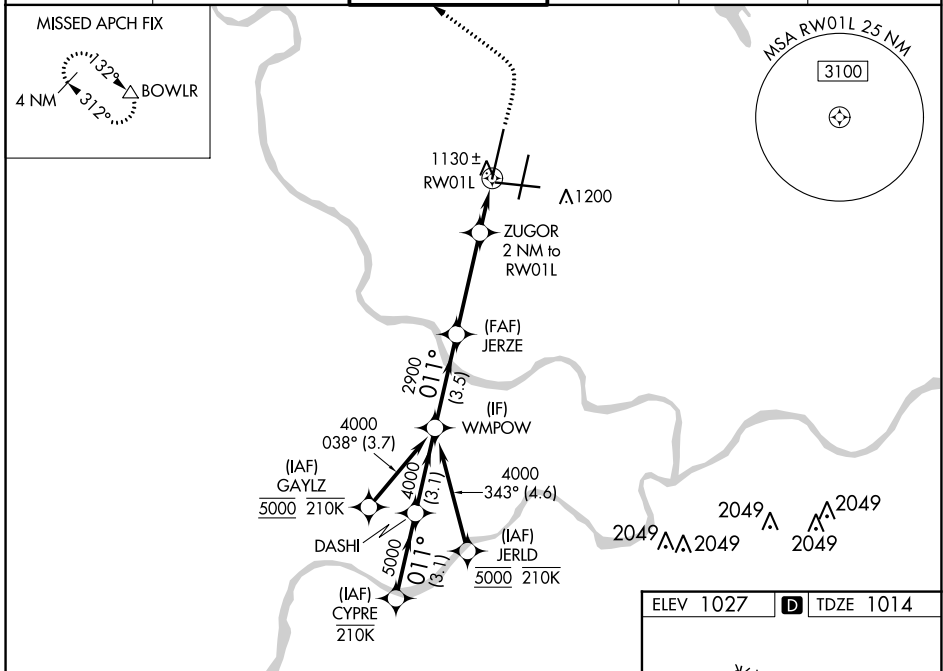 MISSED APCH FIX
132°
BOWLR
4 NM
312°
MSA RW01L 25 NM
3100
1130 ±
RW01L
1200
ZUGOR
2 NM to
RW01L
(FAF)
JERZE
2900
011°
(3.5)
(IF)
WMPOW
4000
038° (3.7)
(IAF)
GAYLZ
5000 210K
4000
(3.1)
4000
343° (4.6)
DASHI
5000
011°
(3.1)
(IAF)
JERLD
5000 210K
(IAF)
CYPRE
210K
2049
2049
2049
2049
2049
ELEV 1027
D
TDZE 1014